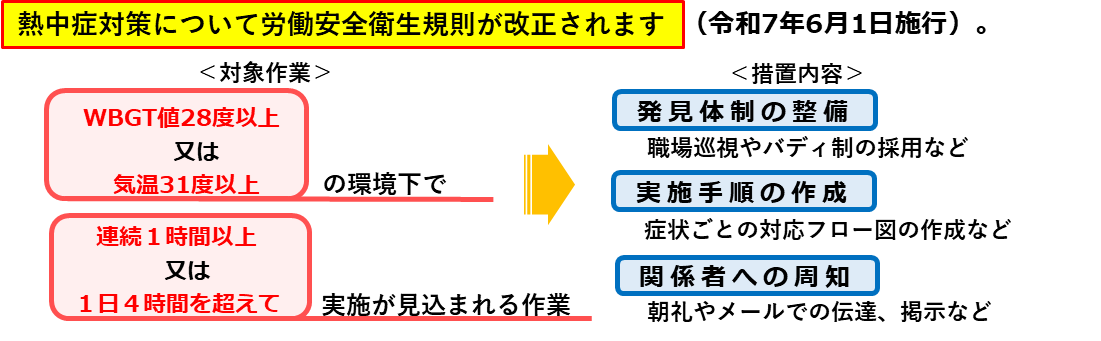 熱中症対策について労働安全衛生規則が改正されます（令和7年6月1日施行）。
＜対象作業＞
WBGT値28度以上
又は
気温31度以上
の環境下で
連続１時間以上
又は
１日４時間を超えて
実施が見込まれる作業
＜措置内容＞
発見体制の整備
職場巡視やバディ制の採用など
実施手順の作成
症状ごとの対応フロー図の作成など
関係者への周知
朝礼やメールでの伝達、掲示など